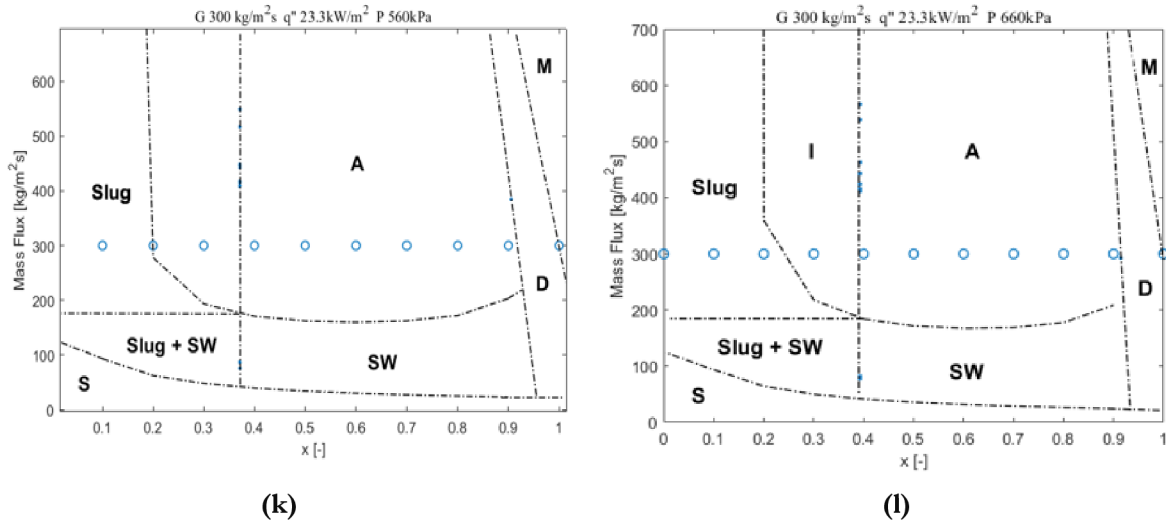 G 300 kg/m²s q" 23.3kW/m² P 560kPa
Mass Flux [kg/m²s]
600
500
400
300
200
100
0
Slug
A
M
D
Slug + SW
SW
S
0.1 0.2 0.3 0.4 0.5 0.6 0.7 0.8 0.9 1
x [-]
(k)
G 300 kg/m²s q" 23.3kW/m² P 660kPa
Mass Flux [kg/m²s]
700
600
500
400
300
200
100
0
Slug
I
A
M
D
Slug + SW
SW
S
0 0.1 0.2 0.3 0.4 0.5 0.6 0.7 0.8 0.9 1
x [-]
(l)